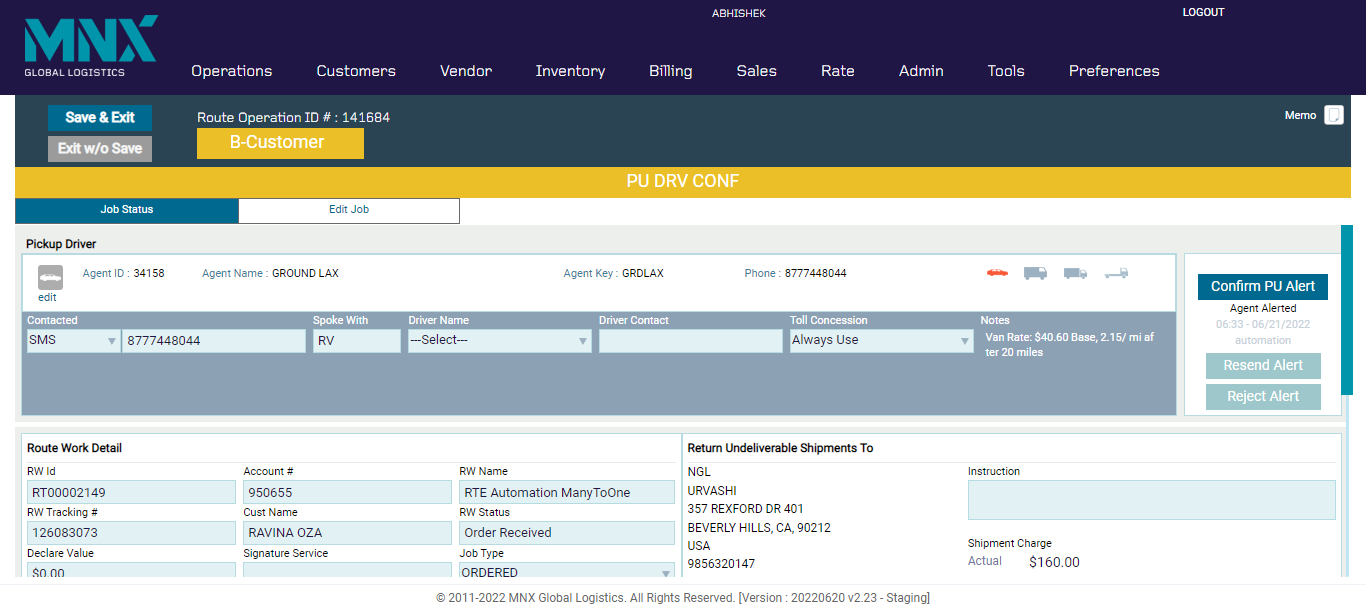 MNX
GLOBAL LOGISTICS
ABHISHEK
LOGOUT
Operations Customers Vendor Inventory Billing Sales Rate Admin Tools Preferences
Save & Exit
Exit w/o Save
Route Operation ID # : 141684
B-Customer
Memo
PU DRV CONF
Job Status Edit Job
Pickup Driver
edit
Agent ID : 34158 Agent Name : GROUND LAX Agent Key : GRDLAX Phone : 8777448044
Contacted Spoke With Driver Name Driver Contact Toll Concession Notes
SMS 8777448044 RV ---Select--- Always Use
Van Rate: $40.60 Base, 2.15/ mi af
ter 20 miles
Confirm PU Alert
Agent Alerted
06:33 - 06/21/2022
automation
Resend Alert
Reject Alert
Route Work Detail
RW Id Account # RW Name
RT00002149 950655 RTE Automation ManyToOne
RW Tracking # Cust Name RW Status
126083073 RAVINA OZA Order Received
Declare Value Signature Service Job Type
$0.00 ORDERED
Return Undeliverable Shipments To
NGL
URVASHI
357 REXFORD DR 401
BEVERLY HILLS, CA, 90212
USA
9856320147
Instruction
Shipment Charge
Actual $160.00
© 2011-2022 MNX Global Logistics. All Rights Reserved. [Version : 20220620 v2.23 - Staging]